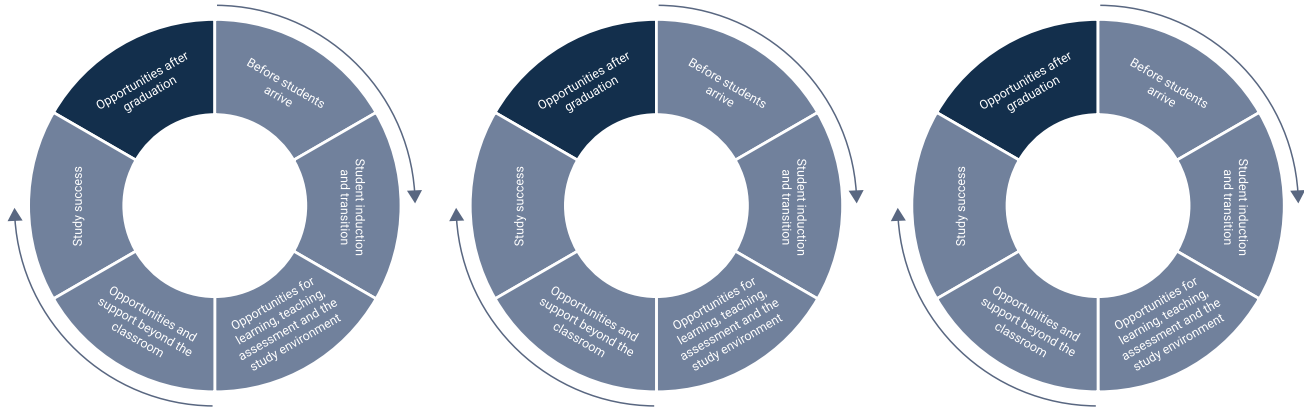 Opportunities after
graduation
Before students
arrive
Student induction
and transition
Opportunities for
learning, teaching,
assessment and the
study environment
Opportunities and
support beyond the
classroom
Study success
Opportunities after
graduation
Before students
arrive
Student induction
and transition
Opportunities for
learning, teaching,
assessment and the
study environment
Opportunities and
support beyond the
classroom
Study success
Opportunities after
graduation
Before students
arrive
Student induction
and transition
Opportunities for
learning, teaching,
assessment and the
study environment
Opportunities and
support beyond the
classroom
Study success